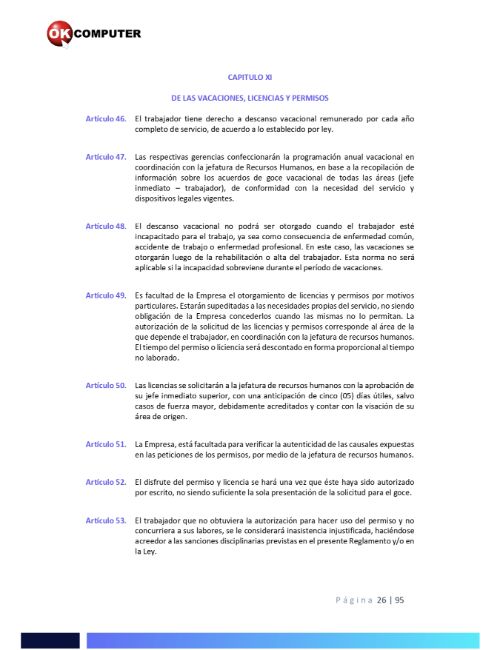 OK COMPUTER
CAPITULO XI
DE LAS VACACIONES, LICENCIAS Y PERMISOS
Artículo 46. El trabajador tiene derecho a descanso vacacional remunerado por cada año
completo de servicio, de acuerdo a lo establecido por ley.
Artículo 47. Las respectivas gerencias confeccionarán la programación anual vacacional en
coordinación con la jefatura de Recursos Humanos, en base a la recopilación de
información sobre los acuerdos de goce vacacional de todas las áreas (jefe
inmediato – trabajador), de conformidad con la necesidad del servicio y
dispositivos legales vigentes.
Artículo 48. El descanso vacacional no podrá ser otorgado cuando el trabajador esté
incapacitado para el trabajo, ya sea como consecuencia de enfermedad común,
accidente de trabajo o enfermedad profesional. En este caso, las vacaciones se
otorgarán luego de la rehabilitación o alta del trabajador. Esta norma no será
aplicable si la incapacidad sobreviene durante el período de vacaciones.
Artículo 49. Es facultad de la Empresa el otorgamiento de licencias y permisos por motivos
particulares. Estarán supeditadas a las necesidades propias del servicio, no siendo
obligación de la Empresa concederlos cuando las mismas no lo permitan. La
autorización de la solicitud de las licencias y permisos corresponde al área de la
que depende el trabajador, en coordinación con la jefatura de recursos humanos.
El tiempo del permiso o licencia será descontado en forma proporcional al tiempo
no laborado.
Artículo 50. Las licencias se solicitarán a la jefatura de recursos humanos con la aprobación de
su jefe inmediato superior, con una anticipación de cinco (05) días útiles, salvo
casos de fuerza mayor, debidamente acreditados y contar con la visación de su
área de origen.
Artículo 51. La Empresa, está facultada para verificar la autenticidad de las causales expuestas
en las peticiones de los permisos, por medio de la jefatura de recursos humanos.
Artículo 52. El disfrute del permiso y licencia se hará una vez que éste haya sido autorizado
por escrito, no siendo suficiente la sola presentación de la solicitud para el goce.
Artículo 53. El trabajador que no obtuviera la autorización para hacer uso del permiso y no
concurriera a sus labores, se le considerará inasistencia injustificada, haciéndose
acreedor a las sanciones disciplinarias previstas en el presente Reglamento y/o en
la Ley.
Página 26 | 95